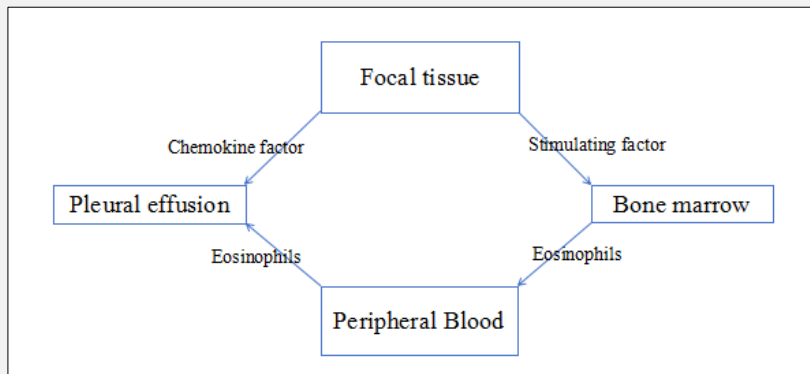 Focal tissue
Chemokine factor
Stimulating factor
Pleural effusion
Bone marrow
Eosinophils
Eosinophils
Peripheral Blood